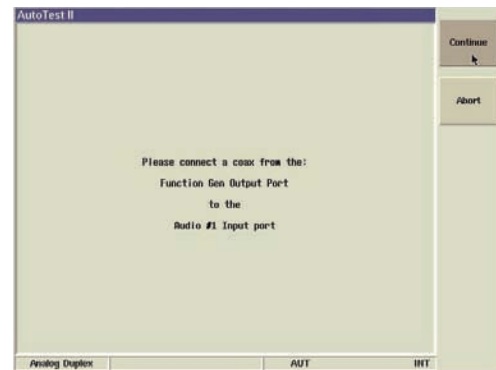 AutoTest II
Continue
Abort
Please connect a coax from the:
Function Gen Output Port
to the
Audio #1 Input port
Analog Duplex
AUT
INT